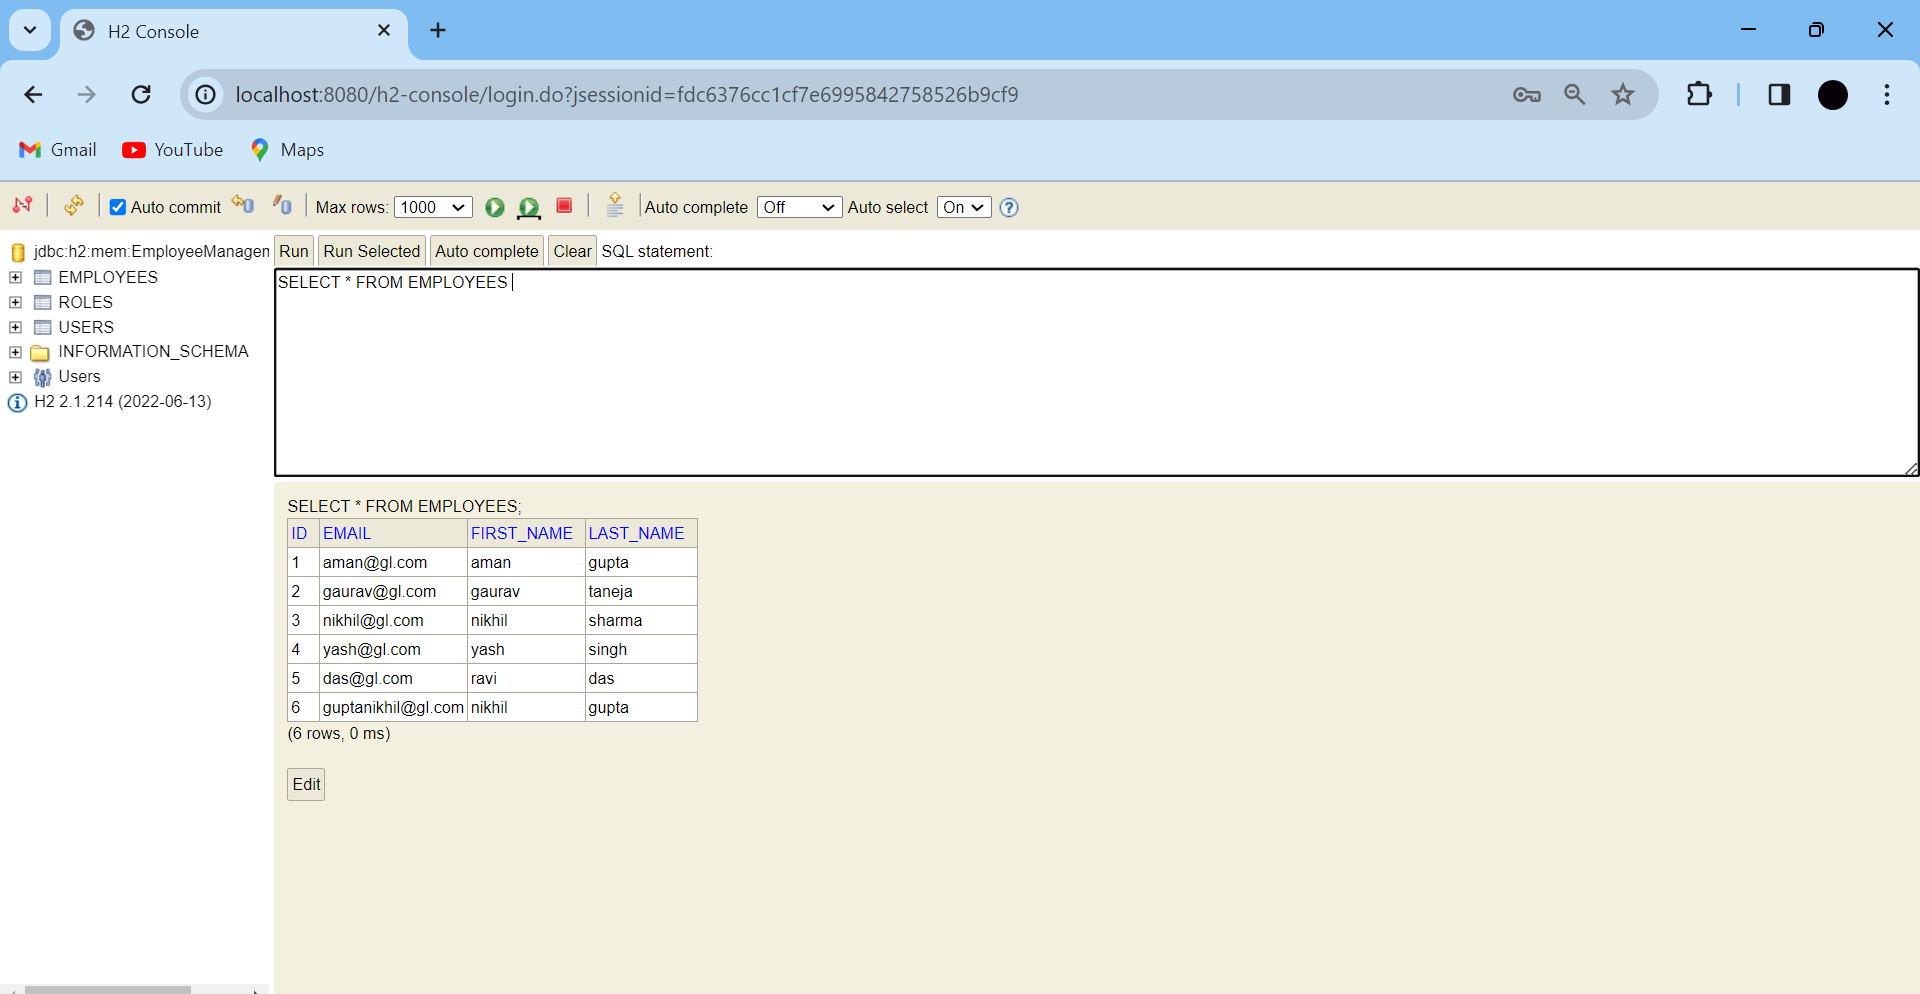 H2 Console
localhost:8080/h2-console/login.do?jsessionid=fdc6376cc1cf7e6995842758526b9cf9
Gmail YouTube Maps
Auto commit Max rows: 1000 Auto complete Off Auto select On ?
jdbc:h2:mem:EmployeeManagen
EMPLOYEES
ROLES
USERS
INFORMATION_SCHEMA
Users
H2 2.1.214 (2022-06-13)
Run Run Selected Auto complete Clear SQL statement:
SELECT * FROM EMPLOYEES
SELECT * FROM EMPLOYEES;
ID EMAIL FIRST_NAME LAST_NAME
1 aman@gl.com aman gupta
2 gaurav@gl.com gaurav taneja
3 nikhil@gl.com nikhil sharma
4 yash@gl.com yash singh
5 das@gl.com ravi das
6 guptanikhil@gl.com nikhil gupta
(6 rows, 0 ms)
Edit